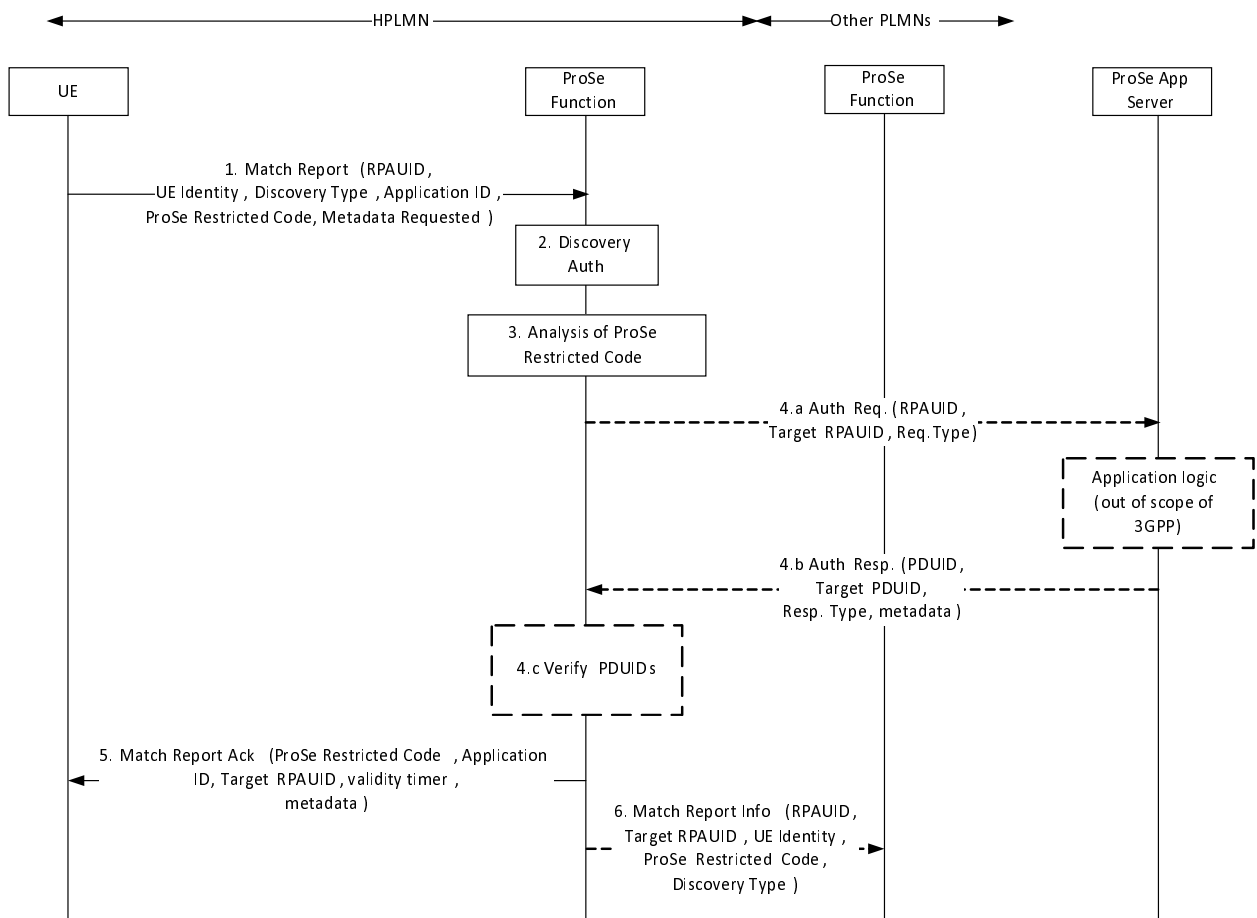 HPLMN
Other PLMNs
UE
ProSe
Function
ProSe
Function
ProSe App
Server
1. Match Report (RPAUID,
UE Identity, Discovery Type, Application ID,
ProSe Restricted Code, Metadata Requested)
2. Discovery
Auth
3. Analysis of ProSe
Restricted Code
4.a Auth Req. (RPAUID,
Target RPAUID, Req.Type)
Application logic
(out of scope of
3GPP)
4.b Auth Resp. (PDUID,
Target PDUID,
Resp. Type, metadata)
4.c Verify PDUIDs
5. Match Report Ack (ProSe Restricted Code, Application
ID, Target RPAUID, validity timer,
metadata)
6. Match Report Info (RPAUID,
Target RPAUID, UE Identity,
ProSe Restricted Code,
Discovery Type)